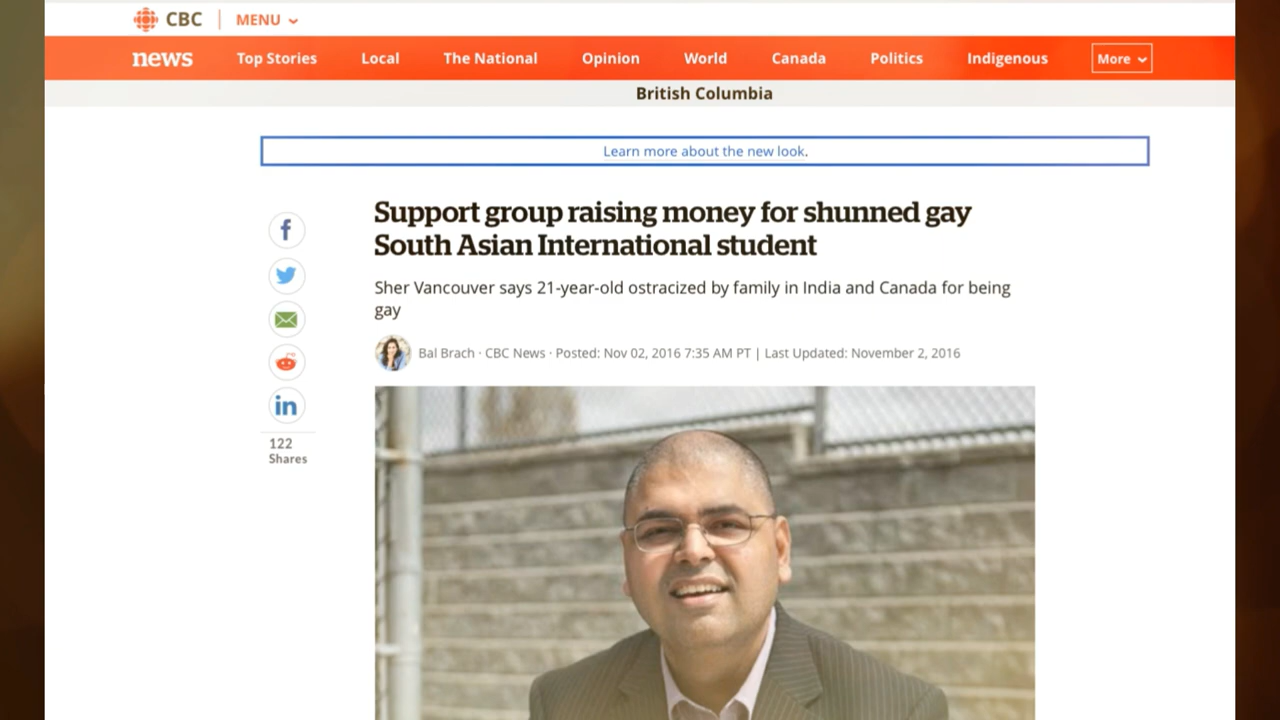 CBC MENU
news Top Stories Local The National Opinion World Canada Politics Indigenous More
British Columbia
Learn more about the new look.
Support group raising money for shunned gay
South Asian International student
Sher Vancouver says 21-year-old ostracized by family in India and Canada for being
gay
Bal Brach · CBC News · Posted: Nov 02, 2016 7:35 AM PT | Last Updated: November 2, 2016
f
in
122
Shares